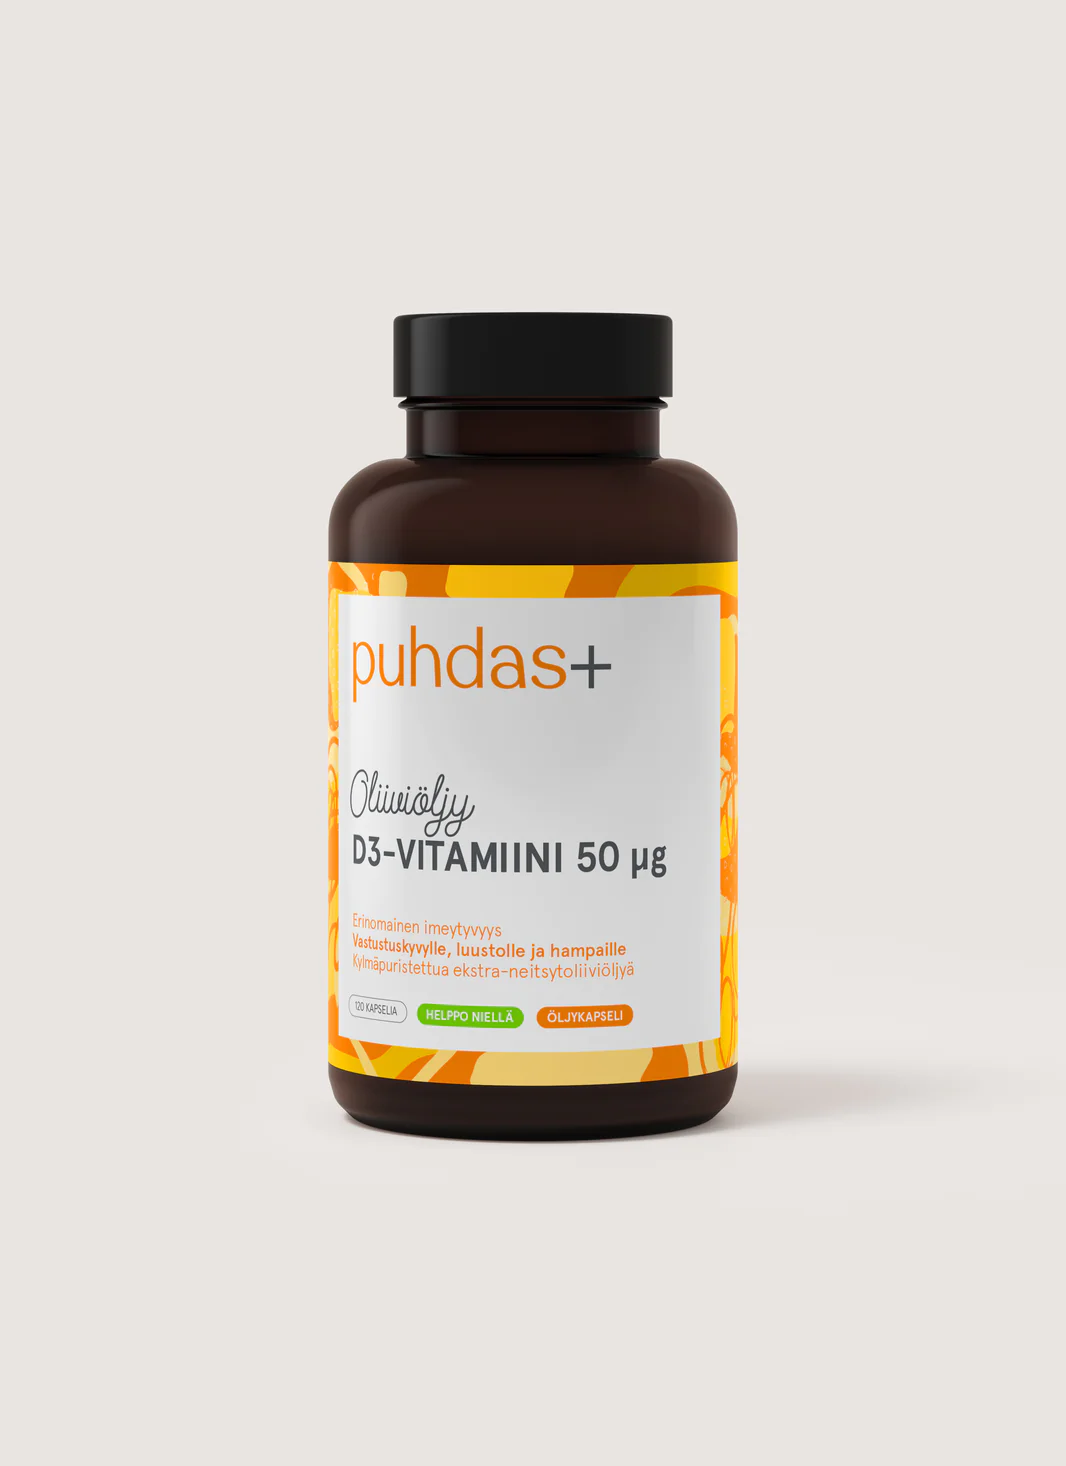 puhdas+
Oliiviöljy
D3-VITAMIINI 50 µg
Erinomainen imeytyvyys
Vastustuskyvylle, luustolle ja hampaille
Kylmäpuristettua ekstra-neitsytoliiviöljyä
120 KAPSELIA HELPPO NIELLÄ ÖLJYKAPSELI